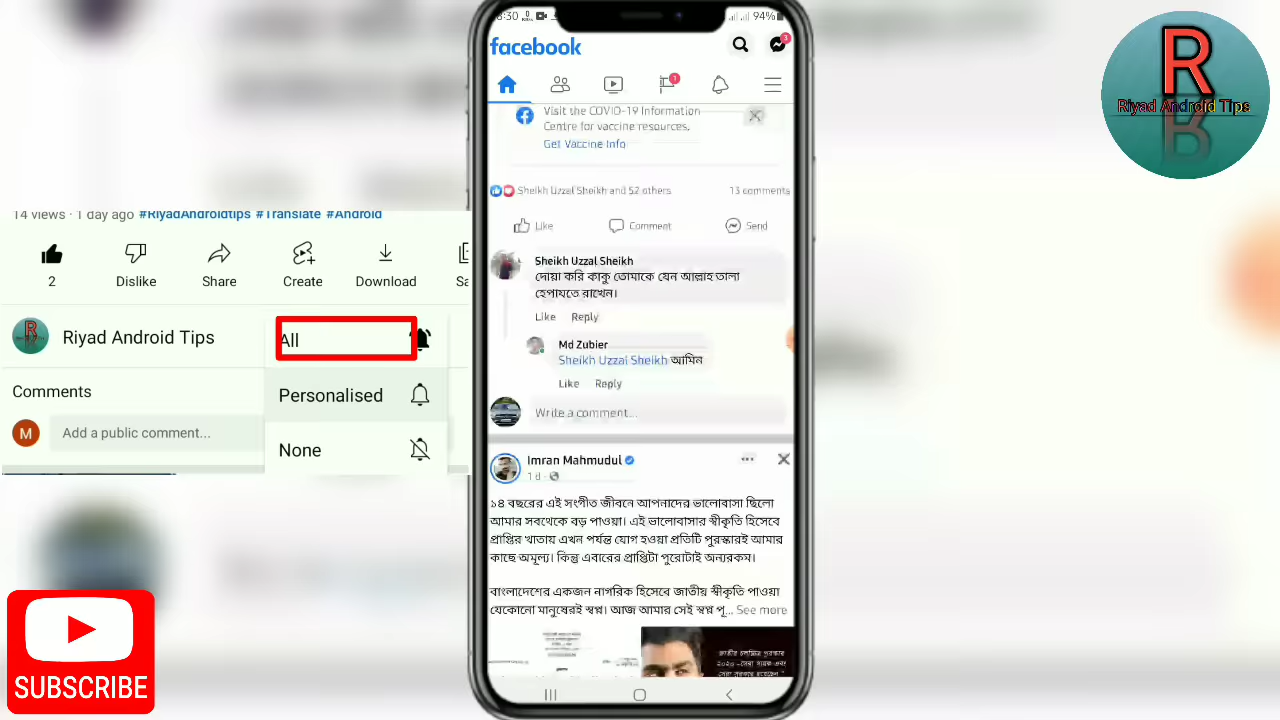 8:30
94%
facebook
3
1
Visit the COVID-19 Information
Centre for vaccine resources.
Get Vaccine Info
Sheikh Uzzal Sheikh and 52 others
13 comments
Like
Comment
Send
Sheikh Uzzal Sheikh
দোয়া করি কাকু তোমাকে যেন আল্লাহ তালা
হেপাযতে রাখেন।
Like Reply
Md Zubier
Sheikh Uzzal Sheikh আমিন
Like Reply
Write a comment...
Imran Mahmudul
1 d
১৪ বছরের এই সংগীত জীবনে আপনাদের ভালোবাসা ছিলো
আমার সবথেকে বড় পাওয়া। এই ভালোবাসার স্বীকৃতি হিসেবে
প্রাপ্তির খাতায় এখন পর্যন্ত যোগ হওয়া প্রতিটি পুরস্কারই আমার
কাছে অমূল্য। কিন্তু এবারের প্রাপ্তিটা পুরোটাই অন্যরকম।
বাংলাদেশের একজন নাগরিক হিসেবে জাতীয় স্বীকৃতি পাওয়া
যেকোনো মানুষেরই স্বপ্ন। আজ আমার সেই স্বপ্ন পূ... See more
14 views · 1 day ago #RiyadAndroidtips #Translate #Android
2
Dislike
Share
Create
Download
Sa
Riyad Android Tips
All
Personalised
None
Comments
M
Add a public comment...
SUBSCRIBE
R
Riyad Android Tips